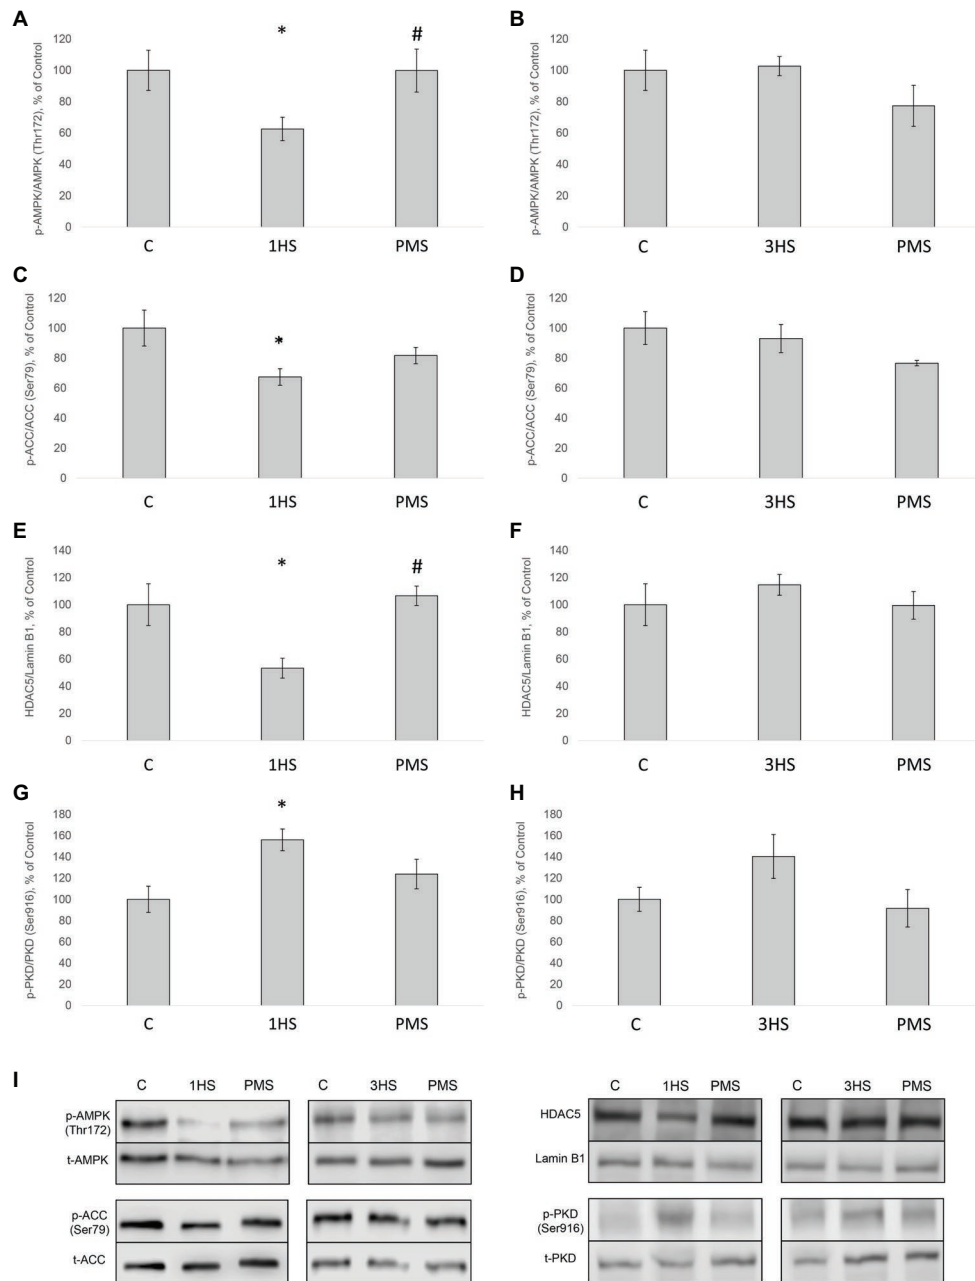 A
p-AMPK/AMPK (Thr172), % of Control
120
100
80
60
40
20
0
*
#
C 1HS PMS
B
p-AMPK/AMPK (Thr172), % of Control
120
100
80
60
40
20
0
C 3HS PMS
C
p-ACC/ACC (Ser79), % of Control
120
100
80
60
40
20
0
*
C 1HS PMS
D
p-ACC/ACC (Ser79), % of Control
120
100
80
60
40
20
0
C 3HS PMS
E
HDAC5/Lamin B1, % of Control
140
120
100
80
60
40
20
0
*
#
C 1HS PMS
F
HDAC5/Lamin B1, % of Control
140
120
100
80
60
40
20
0
C 3HS PMS
G
p-PKD/PKD (Ser916), % of Control
180
160
140
120
100
80
60
40
20
0
*
C 1HS PMS
H
p-PKD/PKD (Ser916), % of Control
180
160
140
120
100
80
60
40
20
0
C 3HS PMS
I
C 1HS PMS C 3HS PMS
p-AMPK
(Thr172)
t-AMPK
p-ACC
(Ser79)
t-ACC
C 1HS PMS C 3HS PMS
HDAC5
Lamin B1
p-PKD
(Ser916)
t-PKD